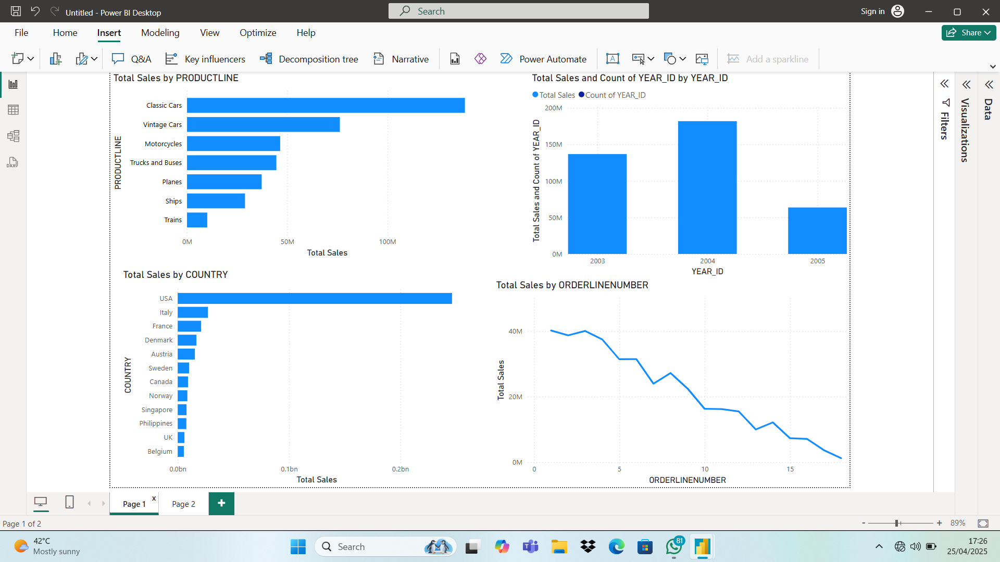 Untitled - Power BI Desktop
Search
Sign in
File Home Insert Modeling View Optimize Help
Share
Q&A Key influencers Decomposition tree Narrative Power Automate Add a sparkline
Total Sales by PRODUCTLINE
PRODUCTLINE
Classic Cars
Vintage Cars
Motorcycles
Trucks and Buses
Planes
Ships
Trains
0M 50M 100M
Total Sales
Total Sales and Count of YEAR_ID by YEAR_ID
Total Sales Count of YEAR_ID
Total Sales and Count of YEAR_ID
200M
150M
100M
50M
0M
2003 2004 2005
YEAR_ID
Total Sales by COUNTRY
COUNTRY
USA
Italy
France
Denmark
Austria
Sweden
Canada
Norway
Singapore
Philippines
UK
Belgium
0.0bn 0.1bn 0.2bn
Total Sales
Total Sales by ORDERLINENUMBER
Total Sales
40M
20M
0M
0 5 10 15
ORDERLINENUMBER
Filters
Visualizations
Data
DAX
Page 1 x
Page 2
+
Page 1 of 2
- + 89%
42°C
Mostly sunny
Search
81
17:26
25/04/2025